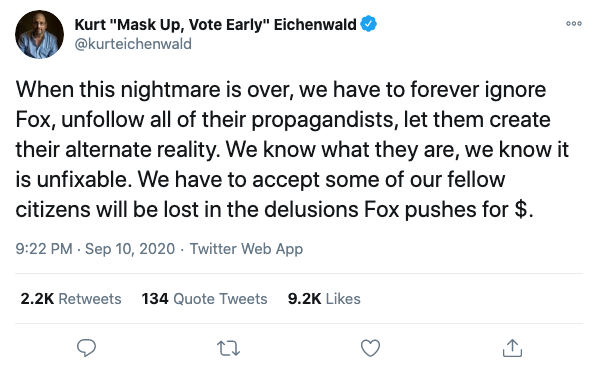 Kurt "Mask Up, Vote Early" Eichenwald
@kurteichenwald
When this nightmare is over, we have to forever ignore
Fox, unfollow all of their propagandists, let them create
their alternate reality. We know what they are, we know it
is unfixable. We have to accept some of our fellow
citizens will be lost in the delusions Fox pushes for $.
9:22 PM · Sep 10, 2020 · Twitter Web App
2.2K Retweets 134 Quote Tweets 9.2K Likes